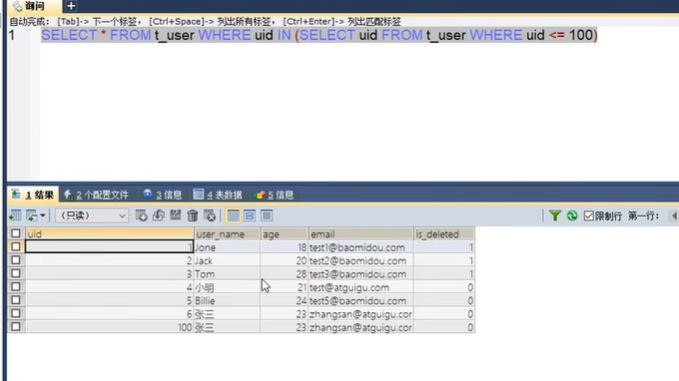 询问
自动完成: [Tab]-> 下一个标签, [Ctrl+Space]-> 列出所有标签, [Ctrl+Enter]-> 列出匹配标签
1 SELECT * FROM t_user WHERE uid IN (SELECT uid FROM t_user WHERE uid <= 100)
1 结果 2 个配置文件 3 信息 4 表数据 5 信息
(只读) 限制行 第一行:
uid user_name age email is_deleted
1 Jone 18 test1@baomidou.com 1
2 Jack 20 test2@baomidou.com 1
3 Tom 28 test3@baomidou.com 1
4 小明 21 test@atguigu.com 0
5 Billie 24 test5@baomidou.com 0
6 张三 23 zhangsan@atguigu.cor 0
100 张三 23 zhangsan@atguigu.cor 0